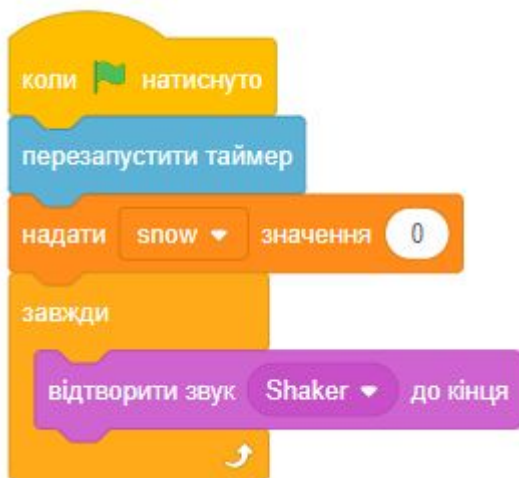 коли натиснуто
перезапустити таймер
надати snow значення 0
завжди
відтворити звук Shaker до кінця